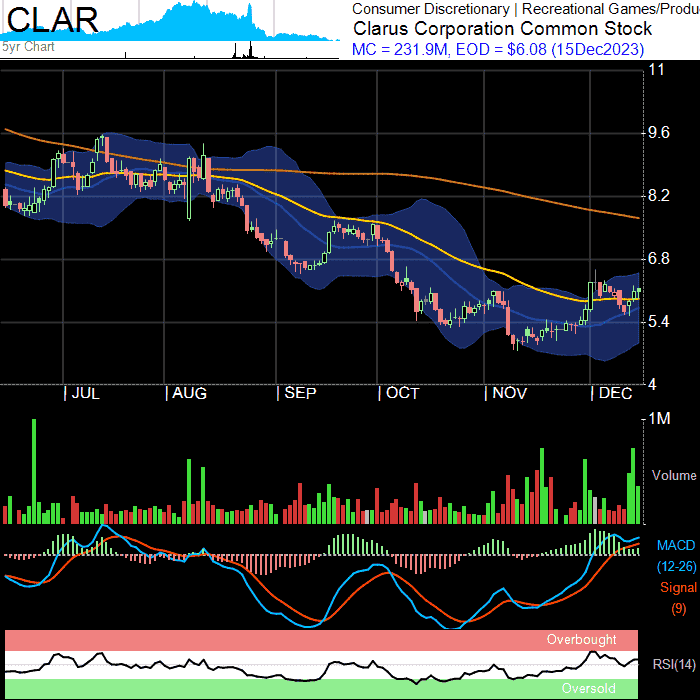 CLAR
5yr Chart
Consumer Discretionary | Recreational Games/Produ
Clarus Corporation Common Stock
MC = 231.9M, EOD = $6.08 (15Dec2023)
11
9.6
8.2
6.8
5.4
4
| JUL | AUG | SEP | OCT | NOV | DEC
1M
Volume
MACD
(12-26)
Signal
(9)
Overbought
RSI(14)
Oversold